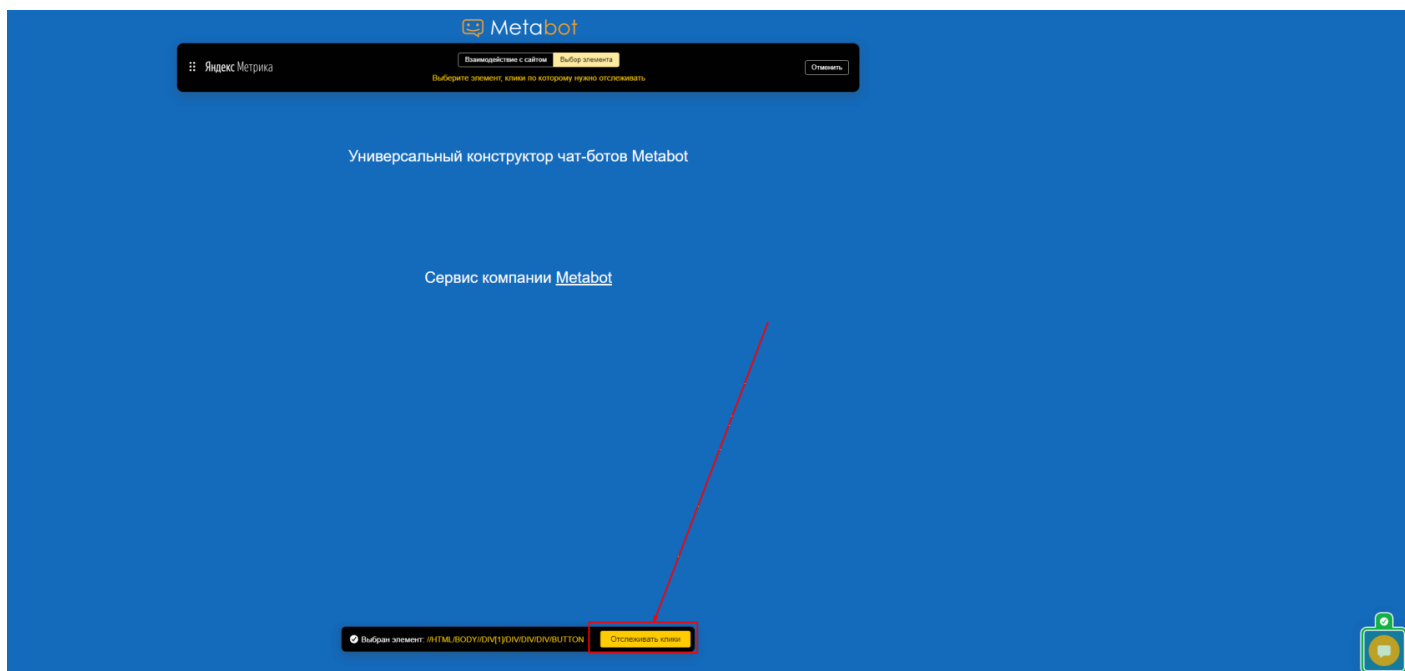 Metabot
Яндекс Метрика
Взаимодействие с сайтом Выбор элемента
Выберите элемент, клики по которому нужно отслеживать
Отменить
Универсальный конструктор чат-ботов Metabot
Сервис компании Metabot
Выбран элемент: //HTML/BODY//DIV[1]/DIV/DIV/DIV/BUTTON Отслеживать клики